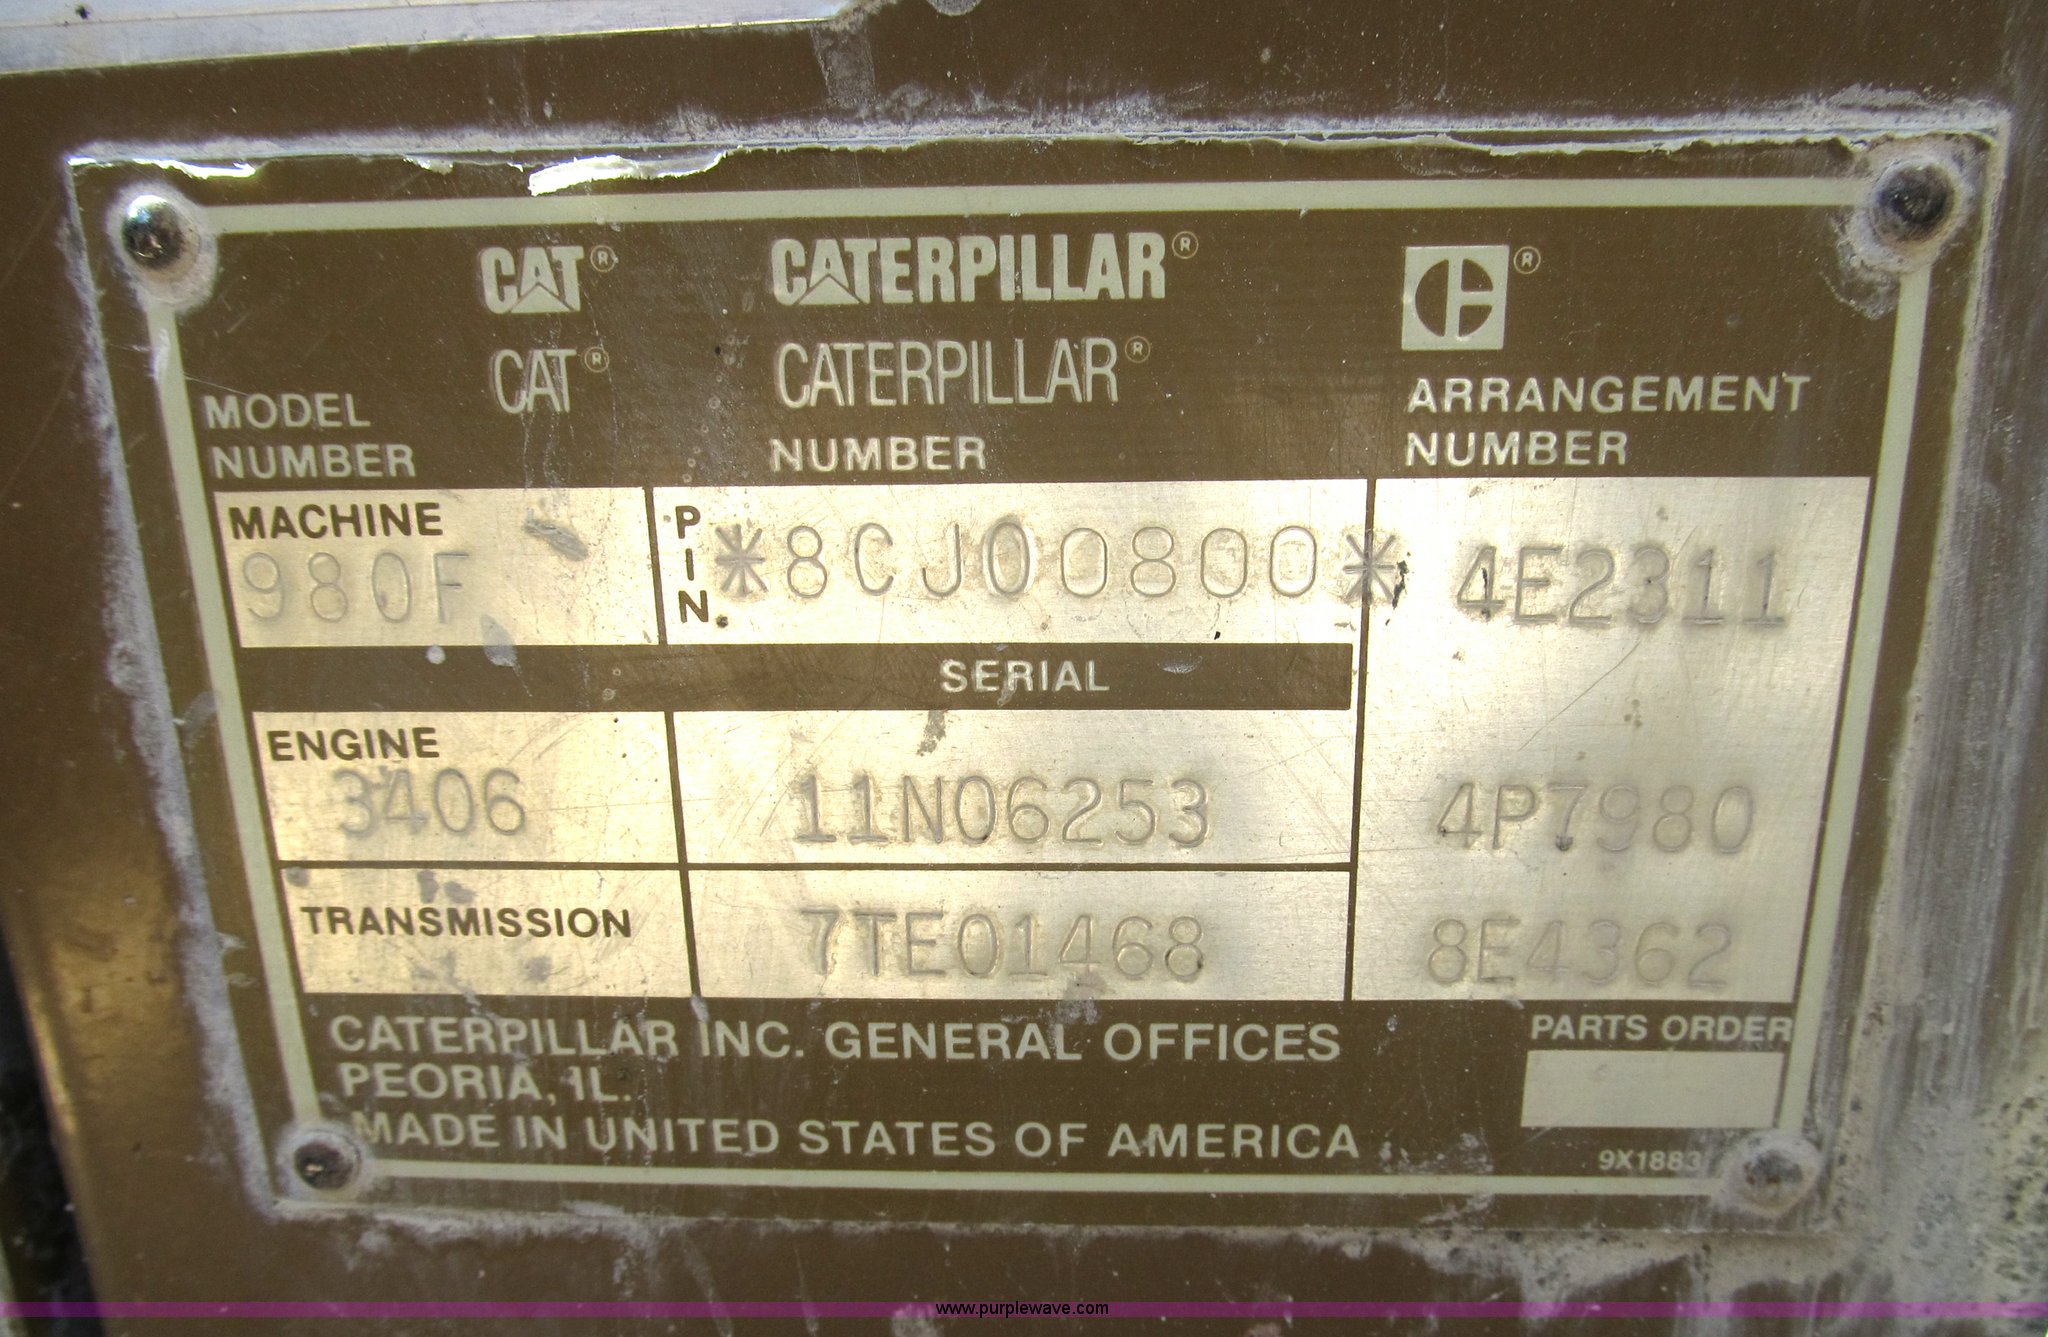 CAT® CATERPILLAR® ®
CAT® CATERPILLAR®
MODEL NUMBER
NUMBER
ARRANGEMENT NUMBER
MACHINE
980F
PIN
*8CJ00800*
4E2311
SERIAL
ENGINE
3406
11N06253
4P7980
TRANSMISSION
7TE01468
8E4362
CATERPILLAR INC. GENERAL OFFICES
PEORIA, IL.
MADE IN UNITED STATES OF AMERICA
PARTS ORDER
9X1883
www.purplewave.com